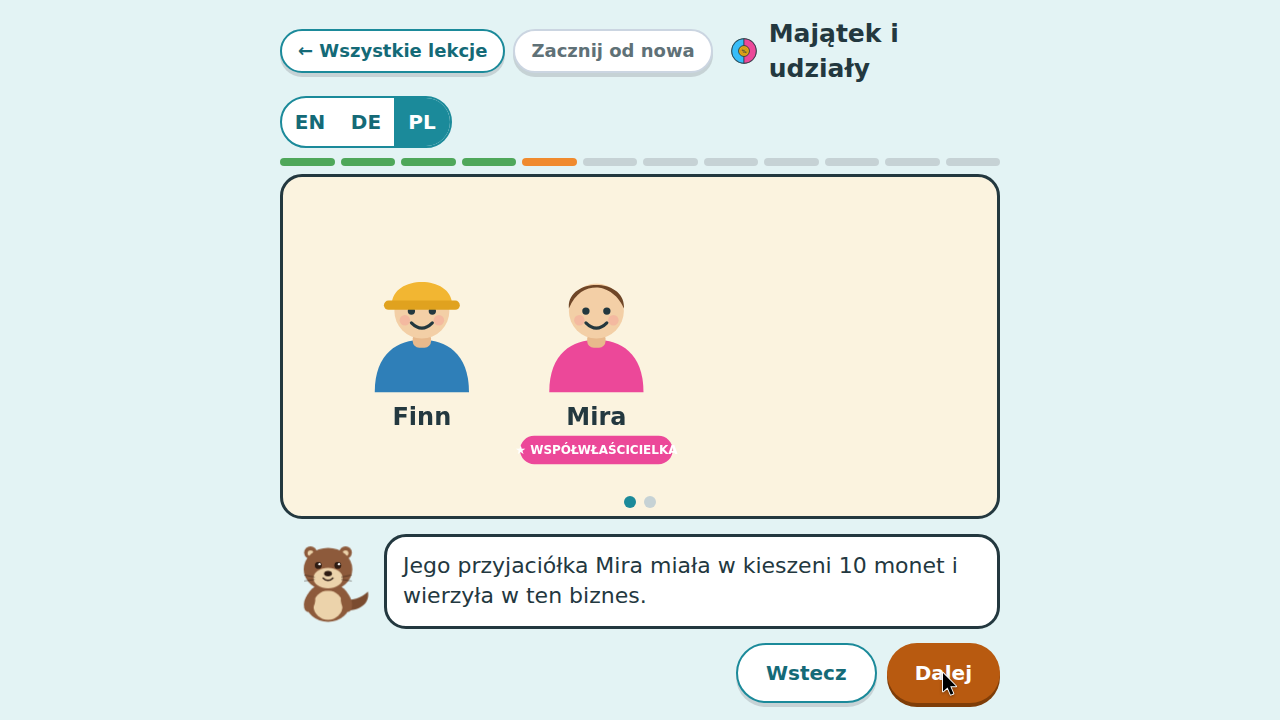 ← Wszystkie lekcje
Zacznij od nowa
Majątek i
udziały
EN DE PL
Finn
Mira
★ WSPÓŁWŁAŚCICIELKA
Jego przyjaciółka Mira miała w kieszeni 10 monet i
wierzyła w ten biznes.
Wstecz
Dalej